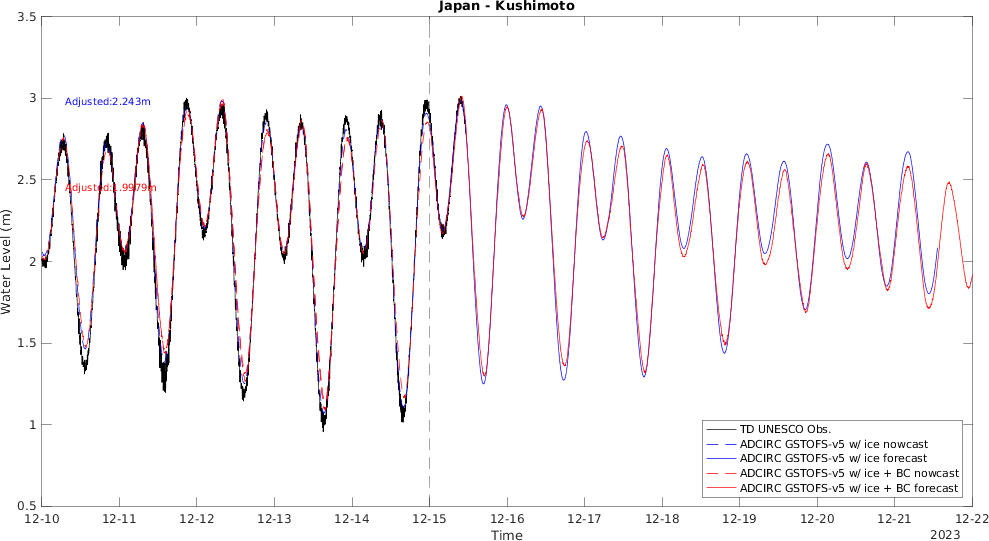 Japan - Kushimoto
3.5
3
2.5
2
1.5
1
0.5
Water Level (m)
Adjusted:2.243m
Adjusted:1.9979m
TD UNESCO Obs.
ADCIRC GSTOFS-v5 w/ ice nowcast
ADCIRC GSTOFS-v5 w/ ice forecast
ADCIRC GSTOFS-v5 w/ ice + BC nowcast
ADCIRC GSTOFS-v5 w/ ice + BC forecast
12-10 12-11 12-12 12-13 12-14 12-15 12-16 12-17 12-18 12-19 12-20 12-21 12-22
Time
2023